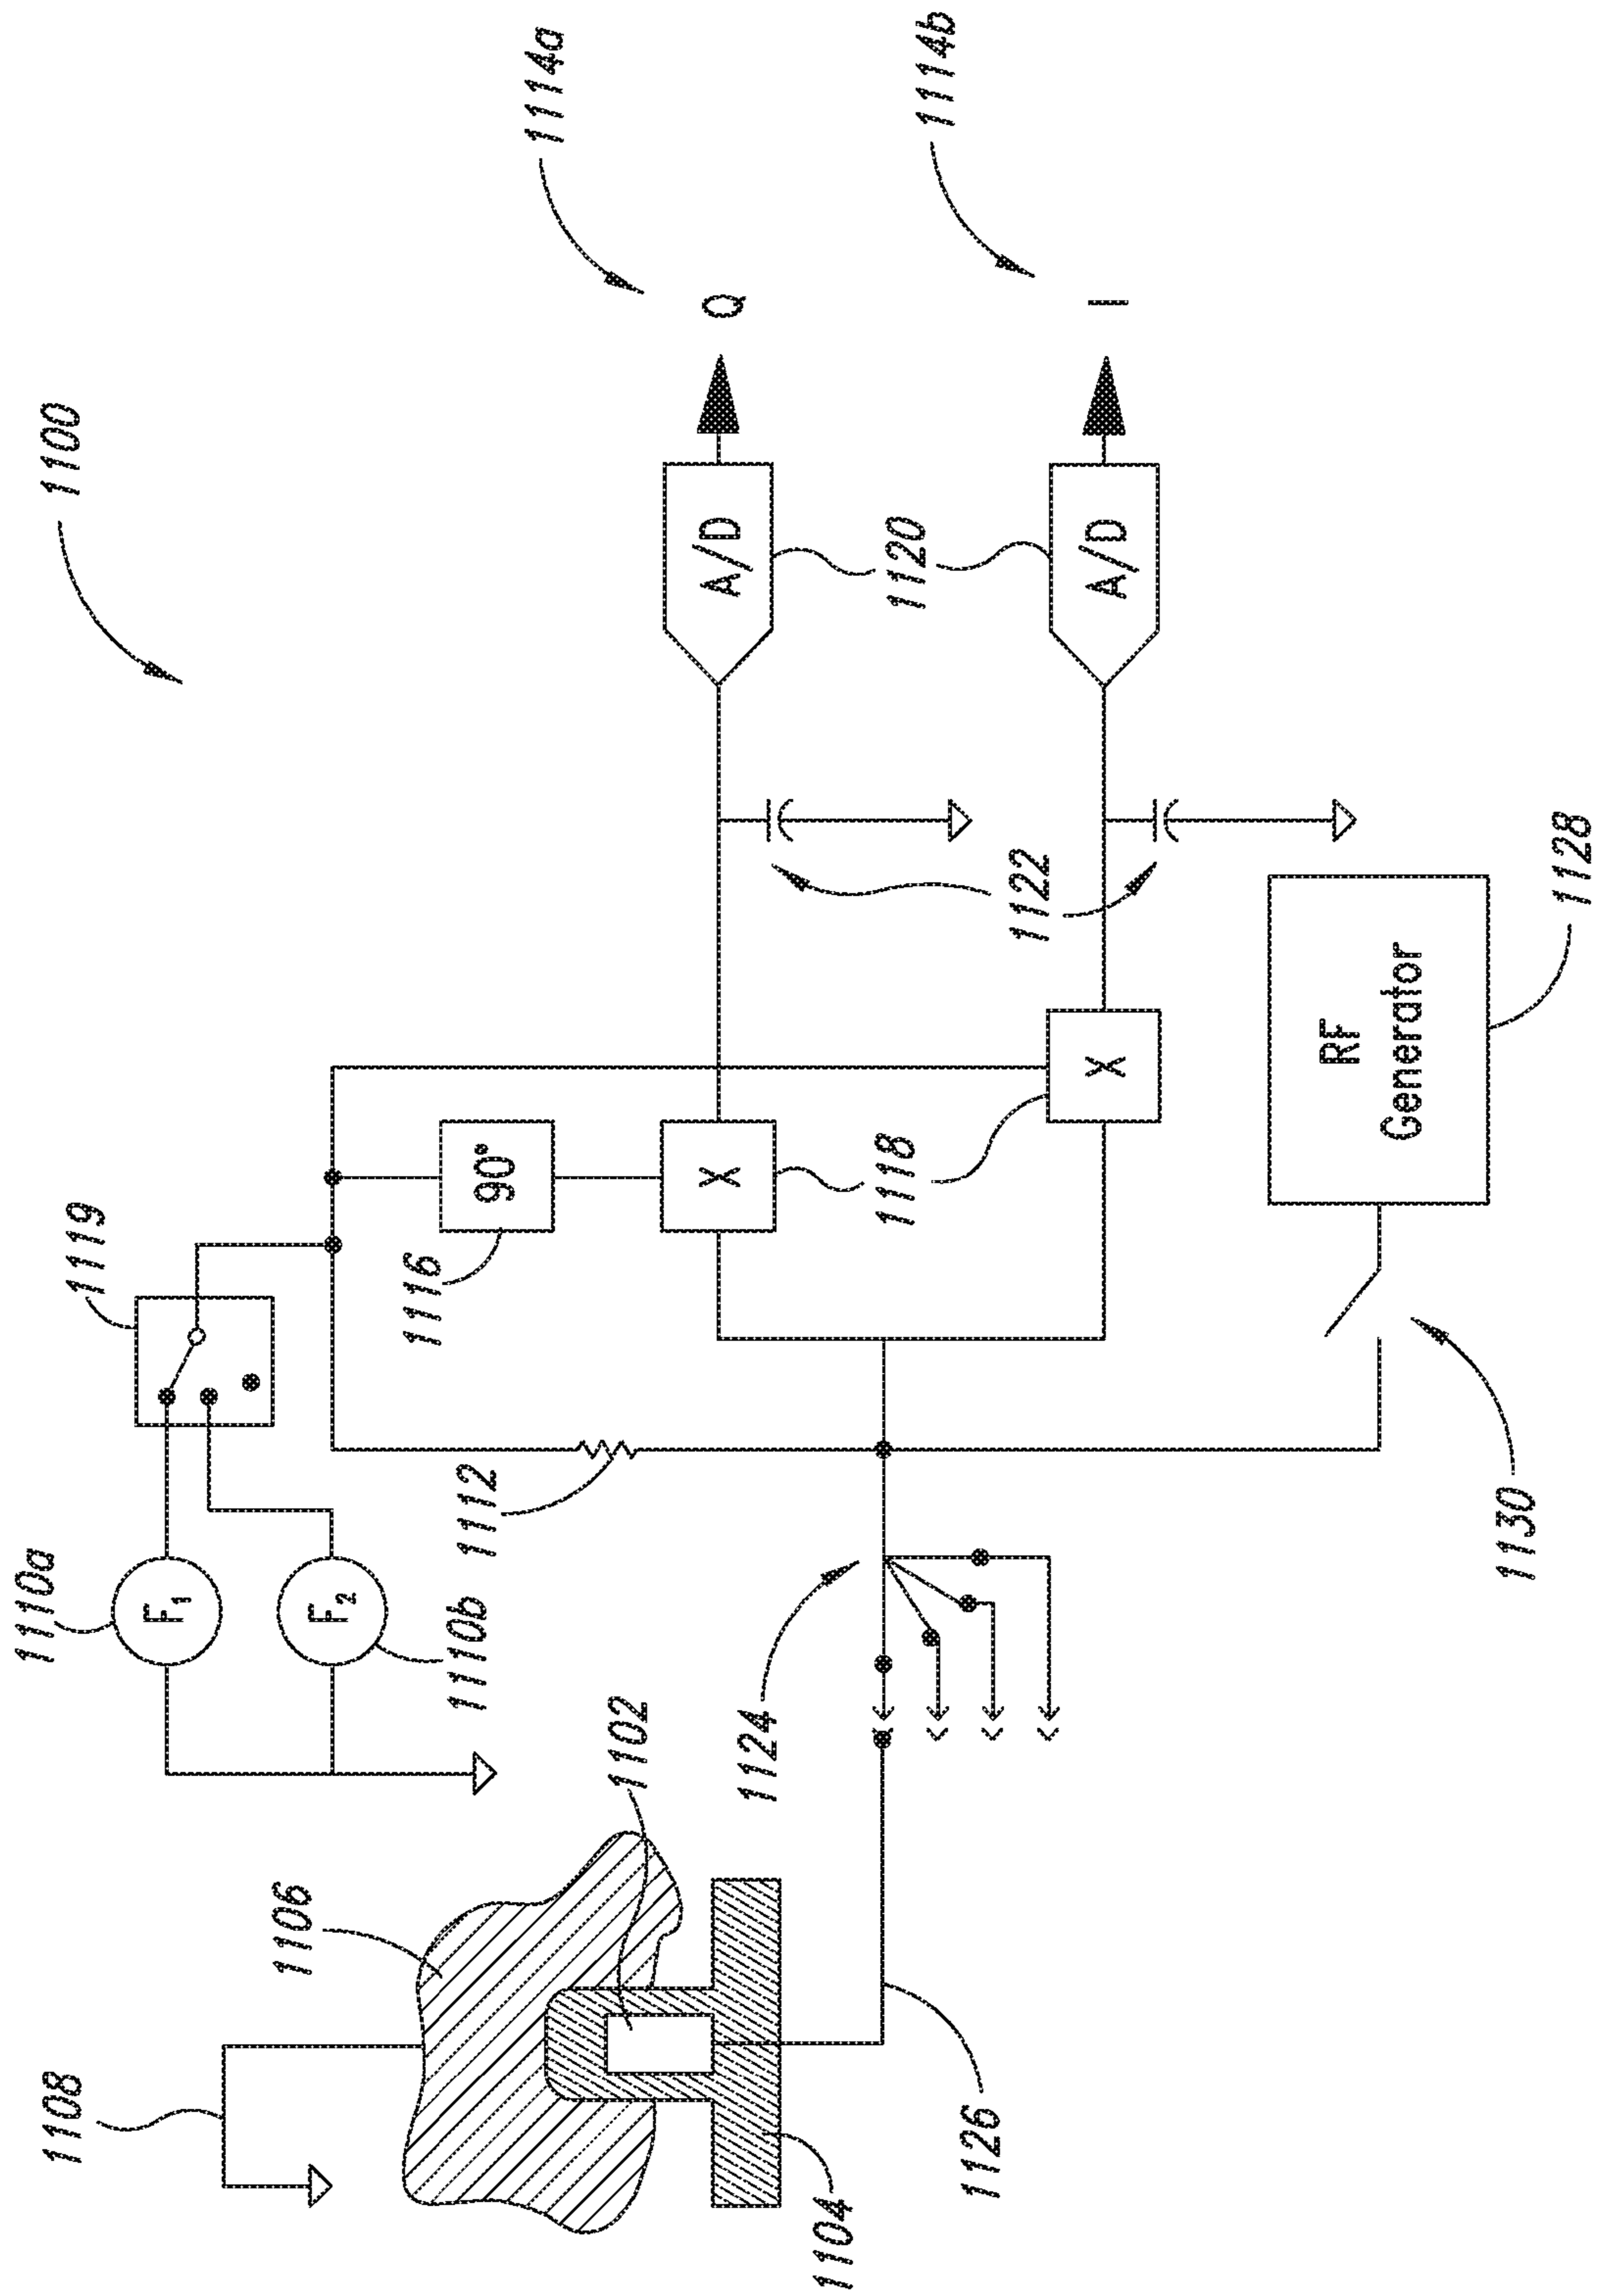 1100
1108
1106
1102
1104
1126
1124
1110a
F₁
1110b
F₂
1119
1112
1116
90°
X
1118
X
1122
A/D
1120
A/D
1114a
Q
1114b
I
RF
Generator
1128
1130